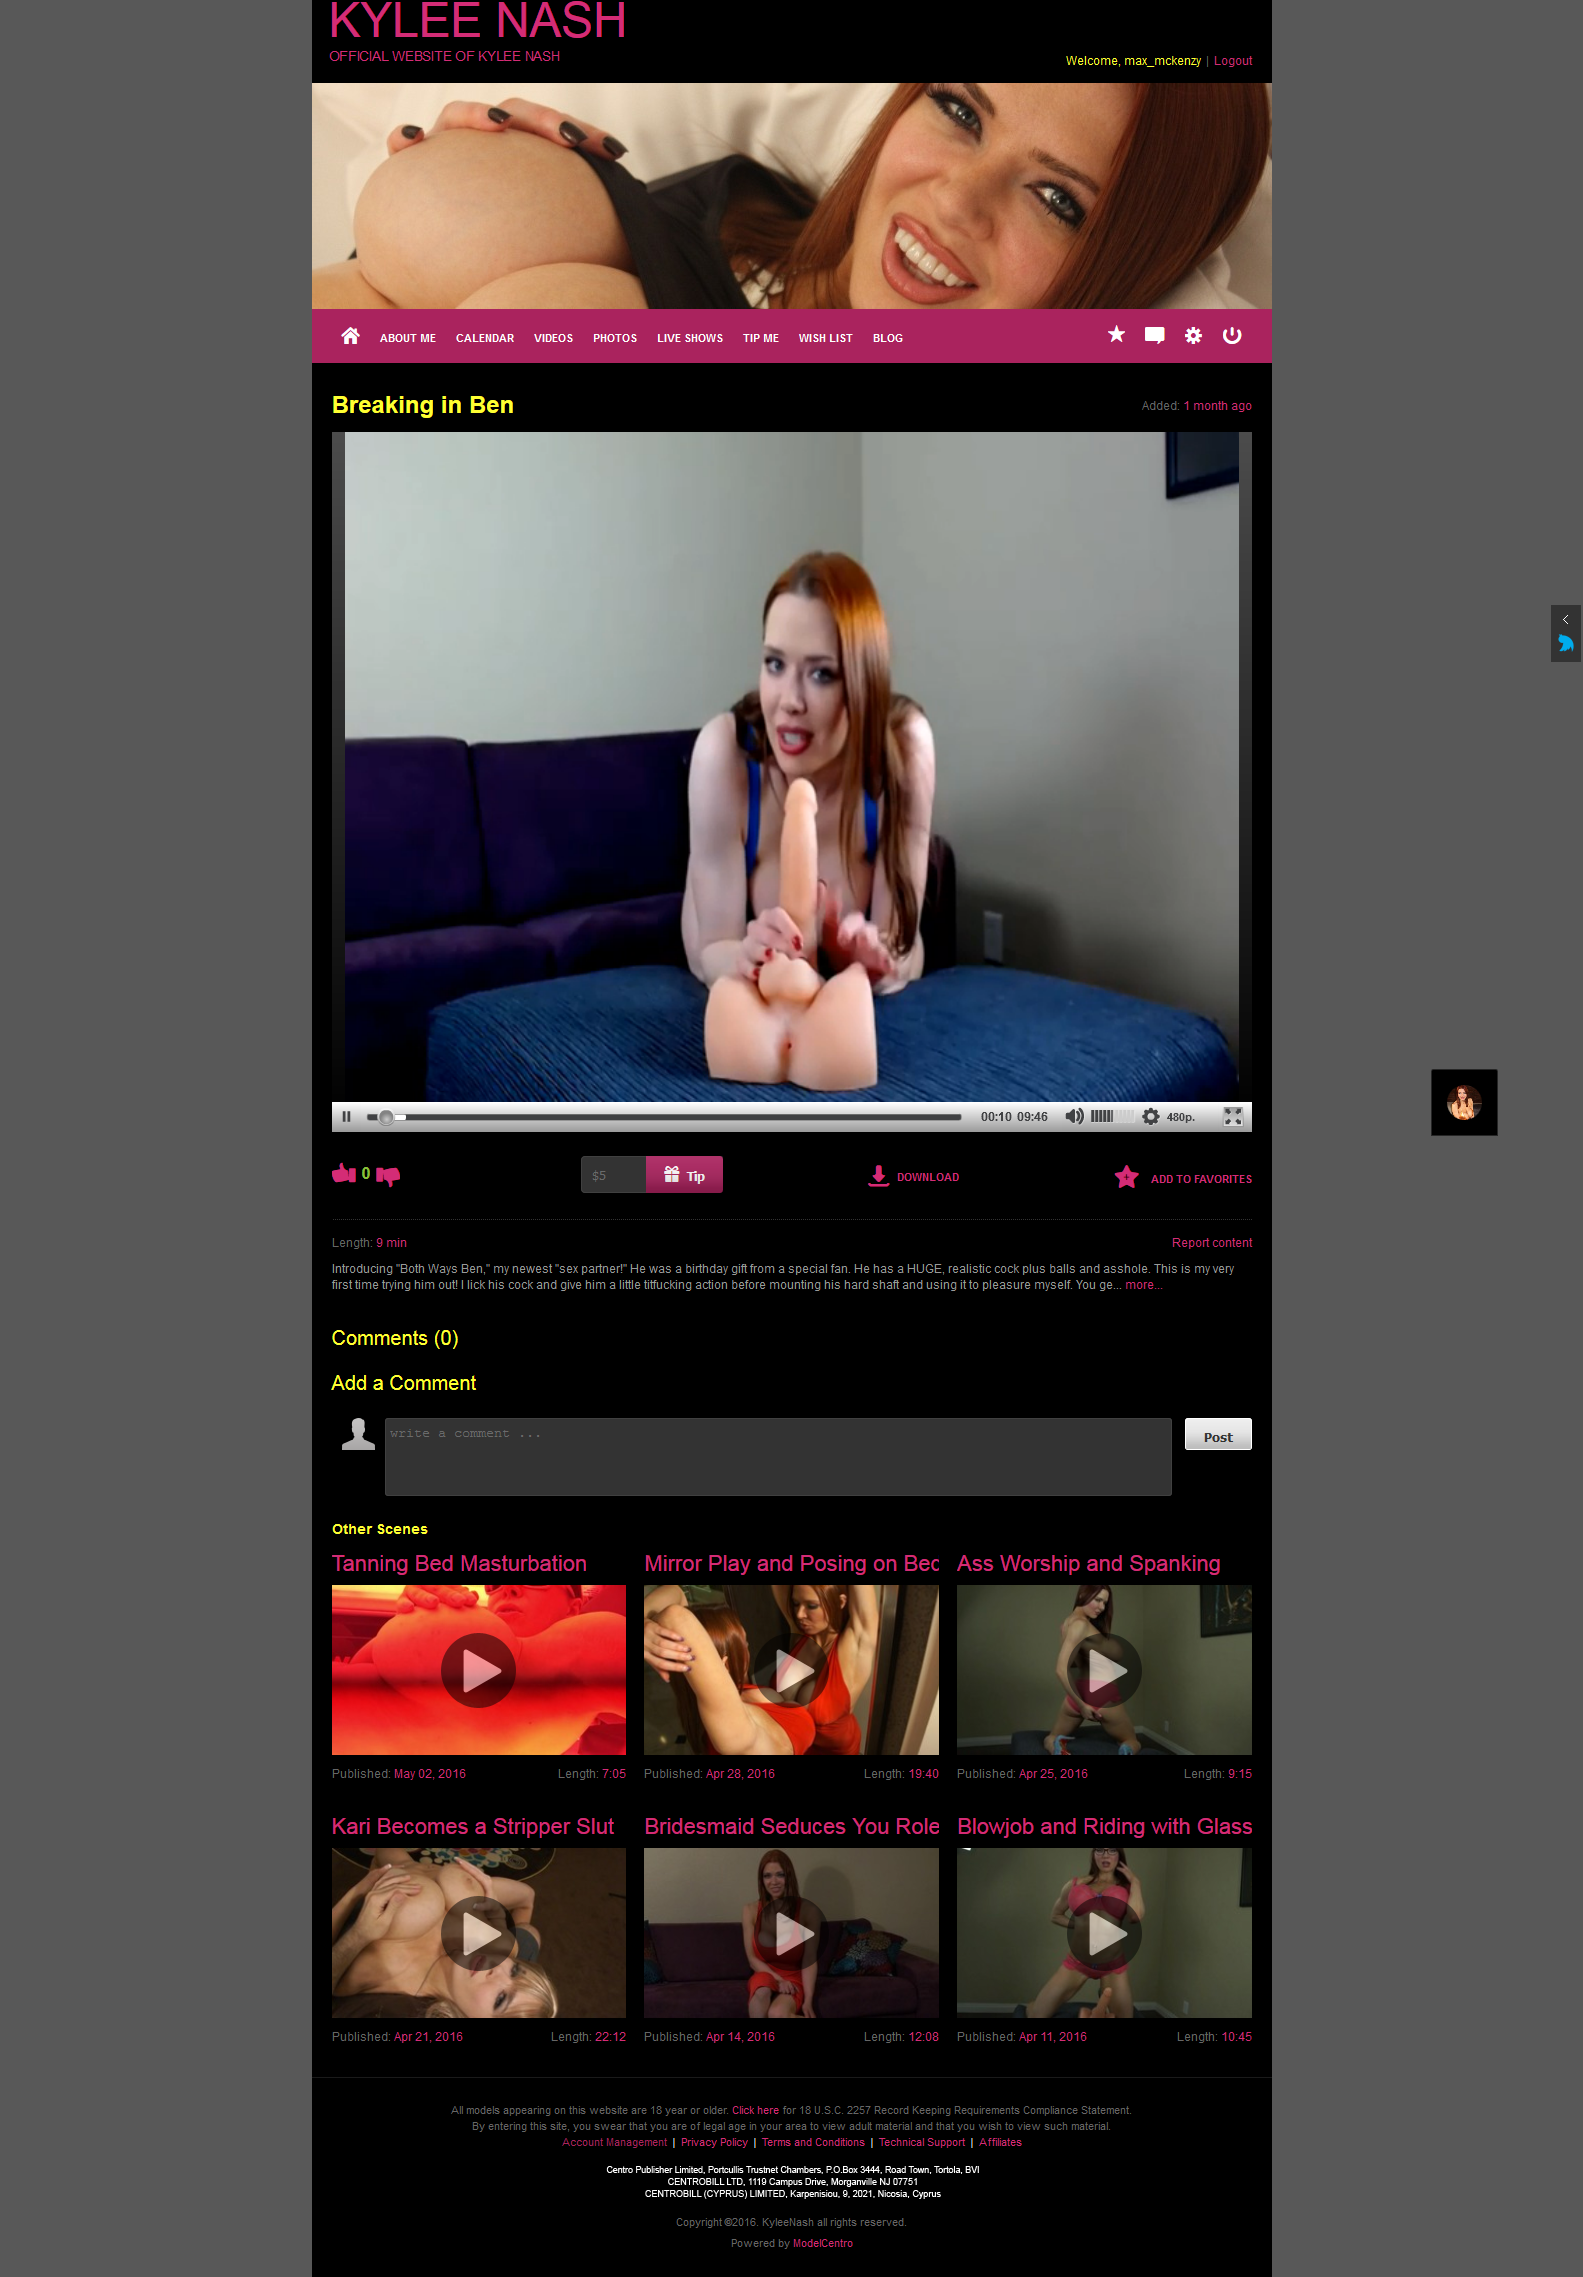 KYLEE NASH
OFFICIAL WEBSITE OF KYLEE NASH
Welcome, max_mckenzy | Logout
ABOUT ME CALENDAR VIDEOS PHOTOS LIVE SHOWS TIP ME WISH LIST BLOG
Breaking in Ben
Added: 1 month ago
00:10 09:46 480p.
0 $5 Tip DOWNLOAD ADD TO FAVORITES
Length: 9 min
Report content
Introducing "Both Ways Ben," my newest "sex partner!" He was a birthday gift from a special fan. He has a HUGE, realistic cock plus balls and asshole. This is my very
first time trying him out! I lick his cock and give him a little titfucking action before mounting his hard shaft and using it to pleasure myself. You ge... more...
Comments (0)
Add a Comment
write a comment ...
Post
Other Scenes
Tanning Bed Masturbation
Mirror Play and Posing on Bed
Ass Worship and Spanking
Published: May 02, 2016 Length: 7:05
Published: Apr 28, 2016 Length: 19:40
Published: Apr 25, 2016 Length: 9:15
Kari Becomes a Stripper Slut
Bridesmaid Seduces You Role
Blowjob and Riding with Glass
Published: Apr 21, 2016 Length: 22:12
Published: Apr 14, 2016 Length: 12:08
Published: Apr 11, 2016 Length: 10:45
All models appearing on this website are 18 year or older. Click here for 18 U.S.C. 2257 Record Keeping Requirements Compliance Statement.
By entering this site, you swear that you are of legal age in your area to view adult material and that you wish to view such material.
Account Management | Privacy Policy | Terms and Conditions | Technical Support | Affiliates
Centro Publisher Limited, Portcullis Trustnet Chambers, P.O.Box 3444, Road Town, Tortola, BVI
CENTROBILL LTD, 1119 Campus Drive, Morganville NJ 07751
CENTROBILL (CYPRUS) LIMITED, Karpenisiou, 9, 2021, Nicosia, Cyprus
Copyright ©2016. KyleeNash all rights reserved.
Powered by ModelCentro